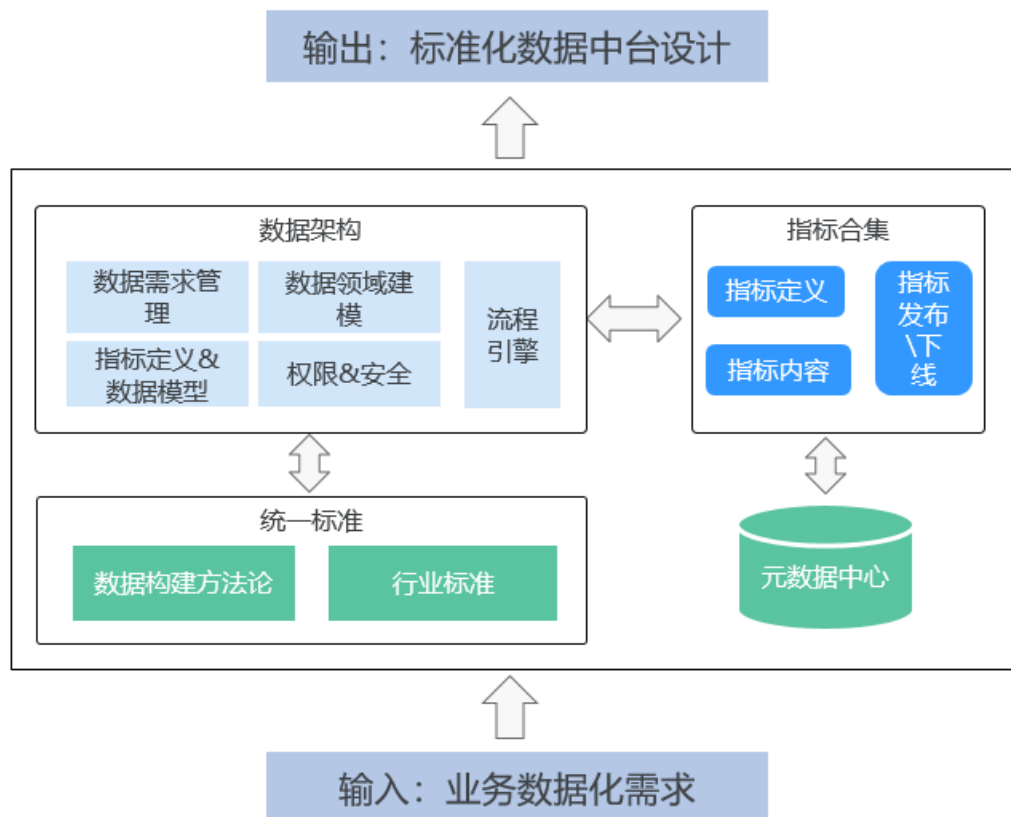 输出：标准化数据中台设计
数据架构
数据需求管
理
数据领域建
模
流程
引擎
指标定义&
数据模型
权限&安全
指标合集
指标定义
指标内容
指标
发布
\下
线
统一标准
数据构建方法论
行业标准
元数据中心
输入：业务数据化需求